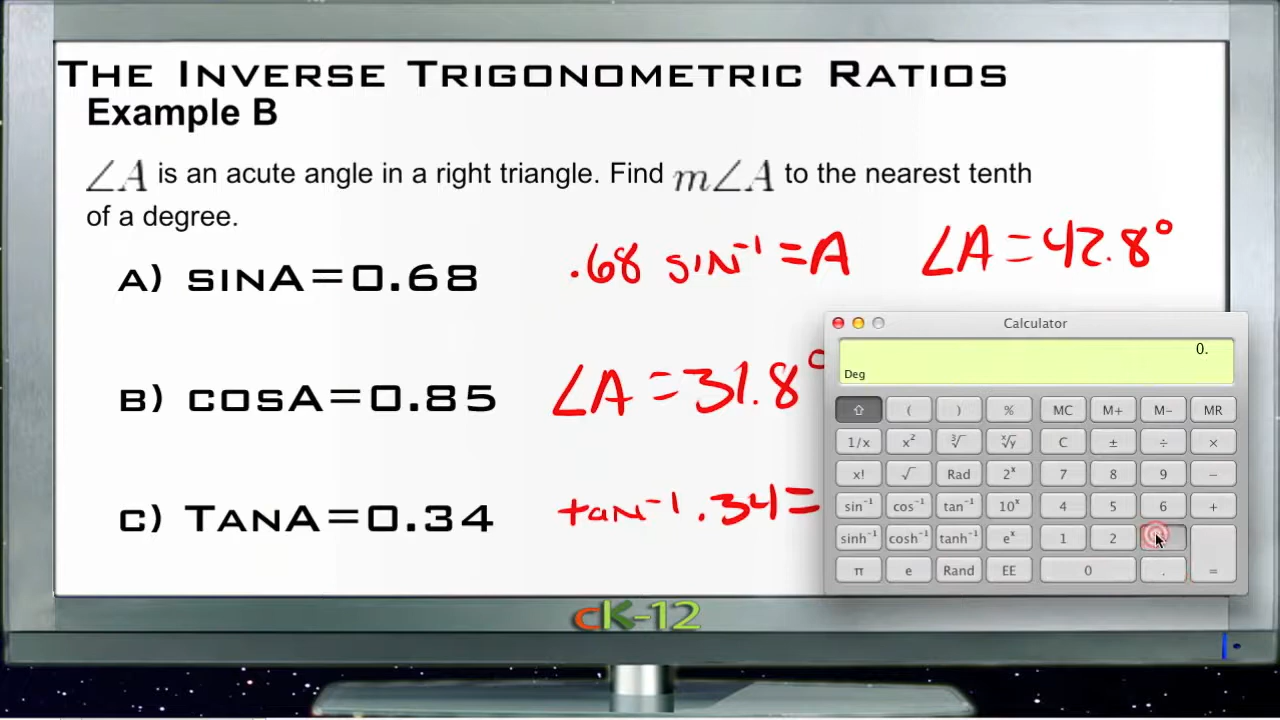 THE INVERSE TRIGONOMETRIC RATIOS
Example B
∠A is an acute angle in a right triangle. Find m∠A to the nearest tenth
of a degree.
A) SINA=0.68 .68 sin⁻¹ = A ∠A = 42.8°
B) COSA=0.85 ∠A = 31.8°
C) TANA=0.34 tan⁻¹ .34 =
Calculator
0.
Deg
⇧ ( ) % MC M+ M- MR
1/x x² ³√ ˣ√y C ± ÷ ×
x! √ Rad 2ˣ 7 8 9 −
sin⁻¹ cos⁻¹ tan⁻¹ 10ˣ 4 5 6 +
sinh⁻¹ cosh⁻¹ tanh⁻¹ eˣ 1 2
π e Rand EE 0 . =
cK-12